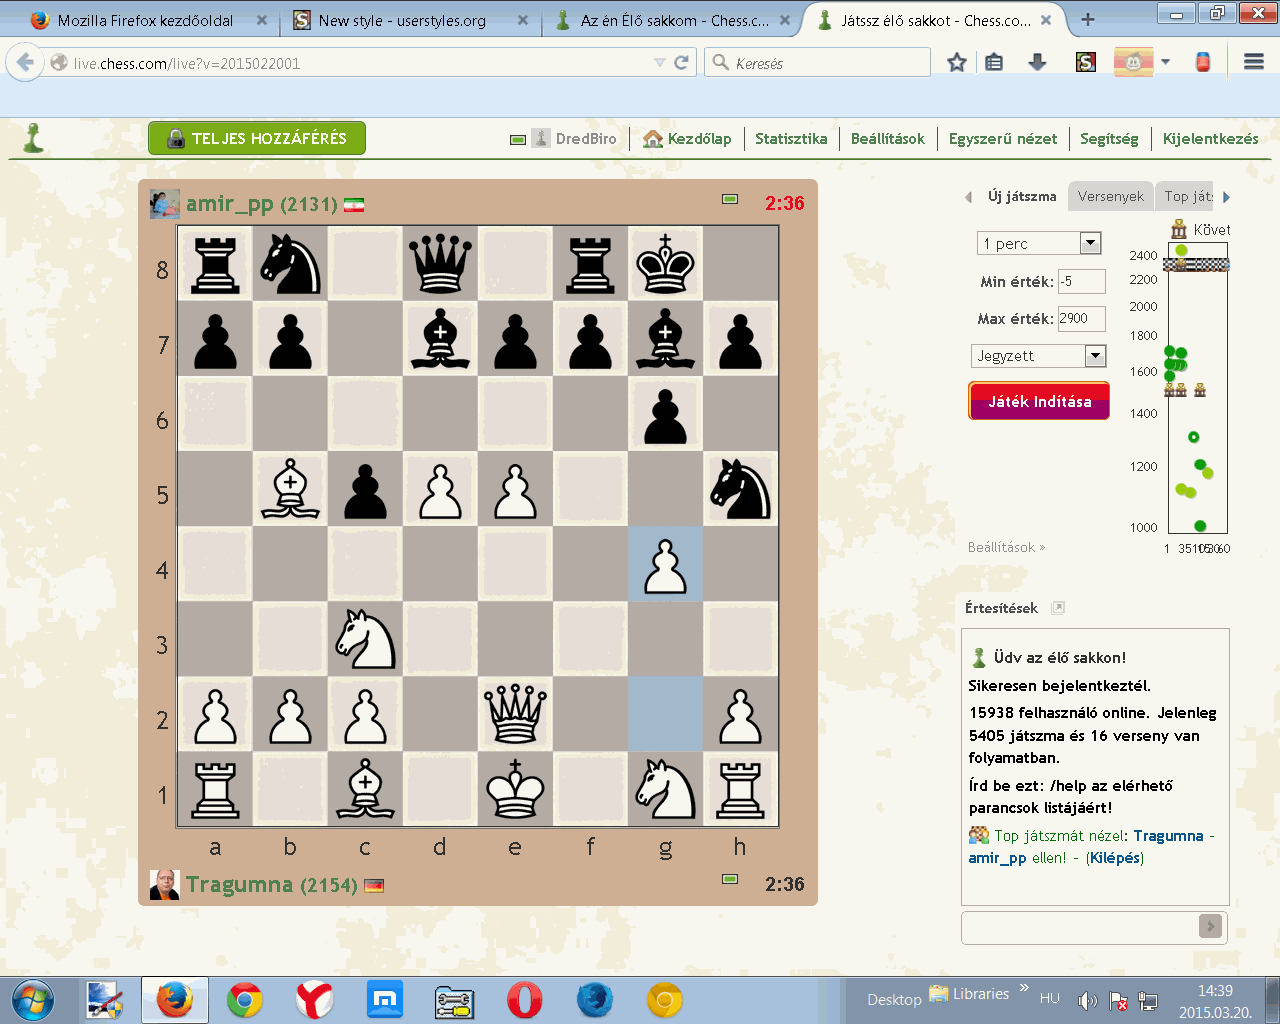 Mozilla Firefox kezdőoldal
New style - userstyles.org
Az én Élő sakkom - Chess.c...
Játssz élő sakkot - Chess.co...
live.chess.com/live?v=2015022001
Keresés
TELJES HOZZÁFÉRÉS
DredBiro
Kezdőlap
Statisztika
Beállítások
Egyszerű nézet
Segítség
Kijelentkezés
amir_pp (2131)
2:36
8
7
6
5
4
3
2
1
a b c d e f g h
Tragumna (2154)
2:36
Új játszma
Versenyek
Top ját
1 perc
Min érték: -5
Max érték: 2900
Jegyzett
Játék Indítása
Beállítások »
Követ
2400
2200
2000
1800
1600
1400
1200
1000
Értesítések
Üdv az élő sakkon!
Sikeresen bejelentkeztél.
15938 felhasználó online. Jelenleg
5405 játszma és 16 verseny van
folyamatban.
Írd be ezt: /help az elérhető
parancsok listájáért!
Top játszmát nézel: Tragumna -
amir_pp ellen! - (Kilépés)
Desktop
Libraries
»
HU
14:39
2015.03.20.